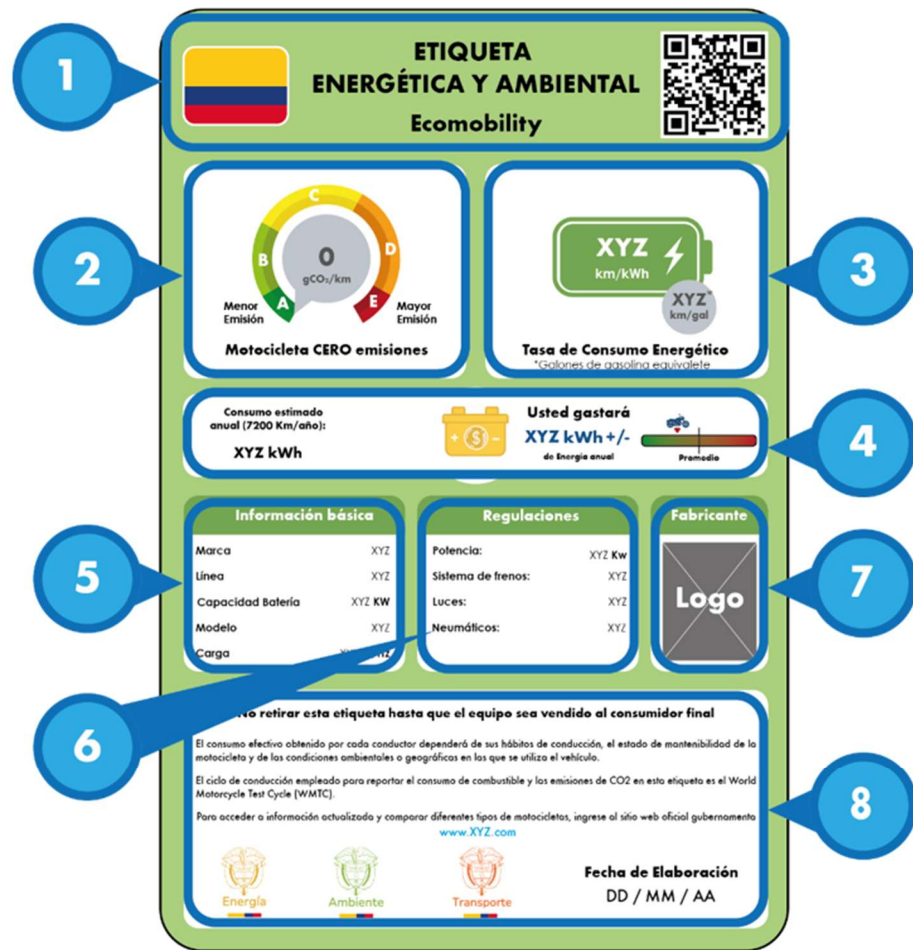 1
ETIQUETA
ENERGÉTICA Y AMBIENTAL
Ecomobility
2
A
B
C
D
E
0
gCO₂/km
Menor
Emisión
Mayor
Emisión
Motocicleta CERO emisiones
3
XYZ
km/kWh
XYZ*
km/gal
Tasa de Consumo Energético
*Galones de gasolina equivalete
4
Consumo estimado
anual (7200 Km/año):
XYZ kWh
+ $ -
Usted gastará
XYZ kWh +/-
de Energía anual
Promedio
5
Información básica
Marca XYZ
Línea XYZ
Capacidad Batería XYZ KW
Modelo XYZ
Carga
6
Regulaciones
Potencia: XYZ Kw
Sistema de frenos: XYZ
Luces: XYZ
Neumáticos: XYZ
7
Fabricante
Logo
8
No retirar esta etiqueta hasta que el equipo sea vendido al consumidor final
El consumo efectivo obtenido por cada conductor dependerá de sus hábitos de conducción, el estado de mantenibilidad de la
motocicleta y de las condiciones ambientales o geográficas en las que se utiliza el vehículo.
El ciclo de conducción empleado para reportar el consumo de combustible y las emisiones de CO2 en esta etiqueta es el World
Motorcycle Test Cycle (WMTC).
Para acceder a información actualizada y comparar diferentes tipos de motocicletas, ingrese al sitio web oficial gubernamenta
www.XYZ.com
Energía
Ambiente
Transporte
Fecha de Elaboración
DD / MM / AA